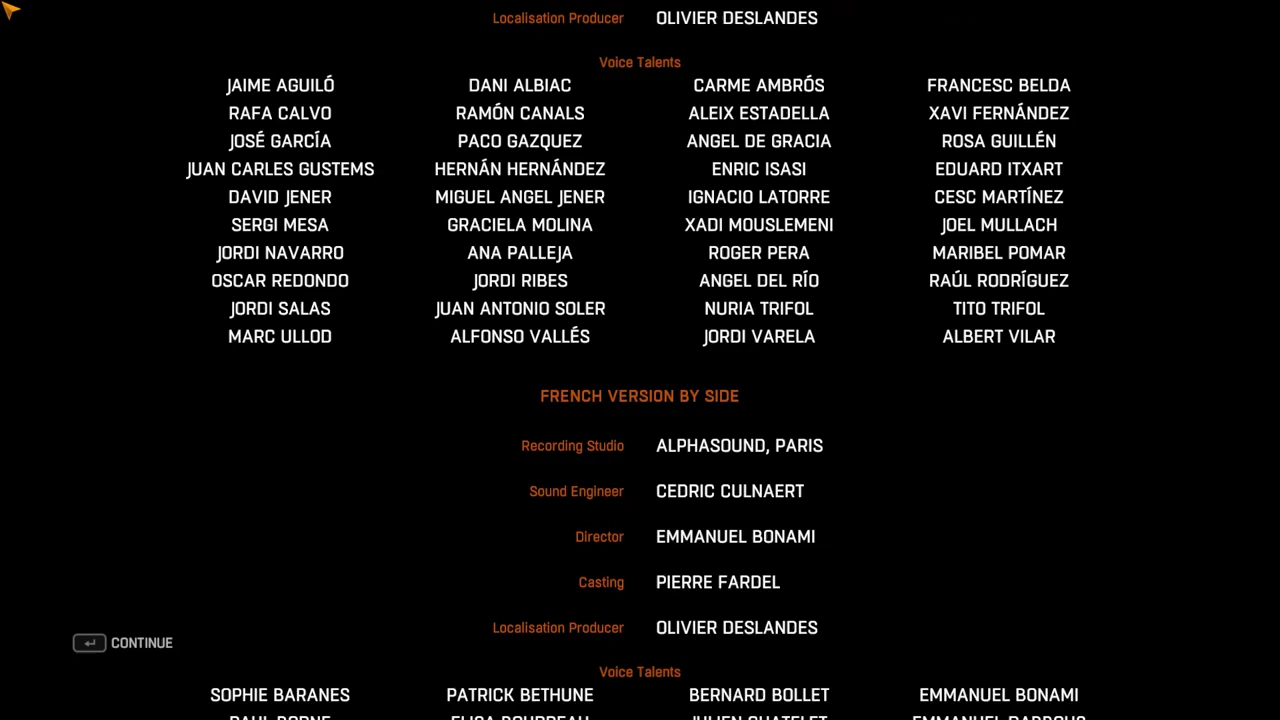 Localisation Producer OLIVIER DESLANDES
Voice Talents
JAIME AGUILÓ DANI ALBIAC CARME AMBRÓS FRANCESC BELDA
RAFA CALVO RAMÓN CANALS ALEIX ESTADELLA XAVI FERNÁNDEZ
JOSÉ GARCÍA PACO GAZQUEZ ANGEL DE GRACIA ROSA GUILLÉN
JUAN CARLES GUSTEMS HERNÁN HERNÁNDEZ ENRIC ISASI EDUARD ITXART
DAVID JENER MIGUEL ANGEL JENER IGNACIO LATORRE CESC MARTÍNEZ
SERGI MESA GRACIELA MOLINA XADI MOUSLEMENI JOEL MULLACH
JORDI NAVARRO ANA PALLEJA ROGER PERA MARIBEL POMAR
OSCAR REDONDO JORDI RIBES ANGEL DEL RÍO RAÚL RODRÍGUEZ
JORDI SALAS JUAN ANTONIO SOLER NURIA TRIFOL TITO TRIFOL
MARC ULLOD ALFONSO VALLÉS JORDI VARELA ALBERT VILAR
FRENCH VERSION BY SIDE
Recording Studio ALPHASOUND, PARIS
Sound Engineer CEDRIC CULNAERT
Director EMMANUEL BONAMI
Casting PIERRE FARDEL
Localisation Producer OLIVIER DESLANDES
CONTINUE
Voice Talents
SOPHIE BARANES PATRICK BETHUNE BERNARD BOLLET EMMANUEL BONAMI